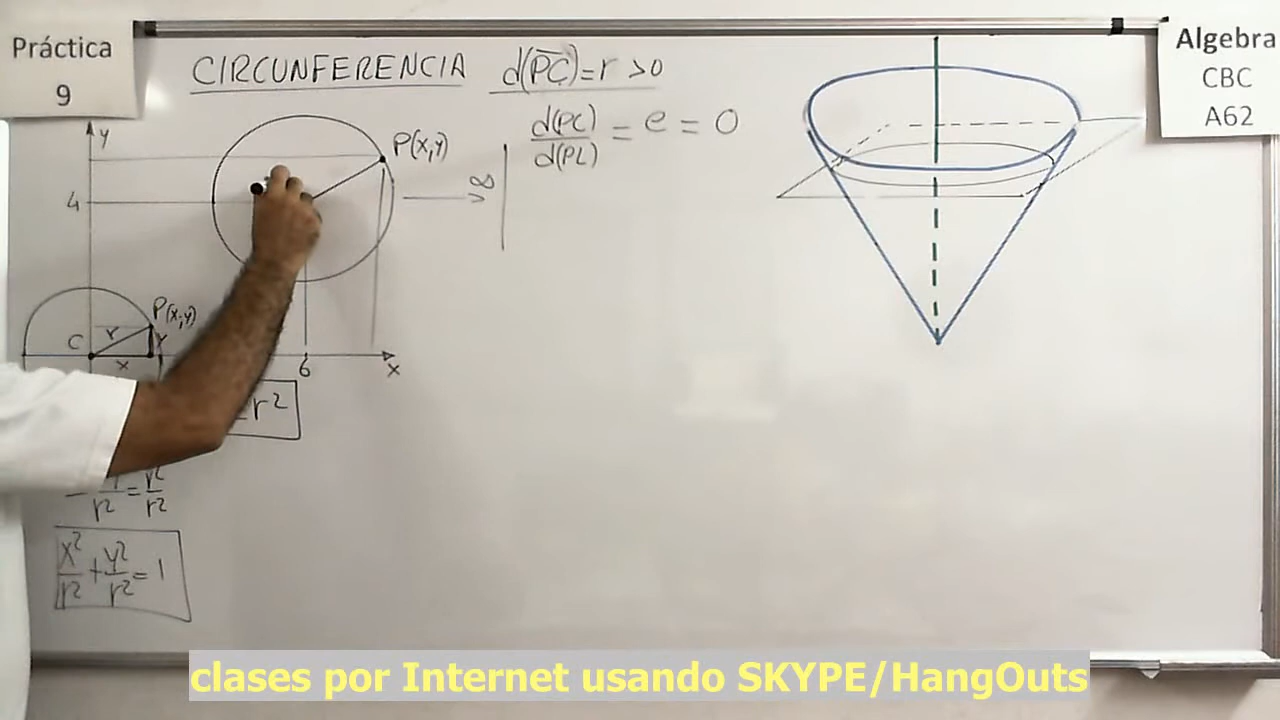 Práctica
9
CIRCUNFERENCIA d(P̅C̅)=r>0
Algebra
CBC
A62
d(PC)/d(PL) = e = 0
y
P(x,y)
4
∞
P(x,y)
C r y
x
6 x
=r²
r²/r²
x²/r² + y²/r² = 1
clases por Internet usando SKYPE/HangOuts